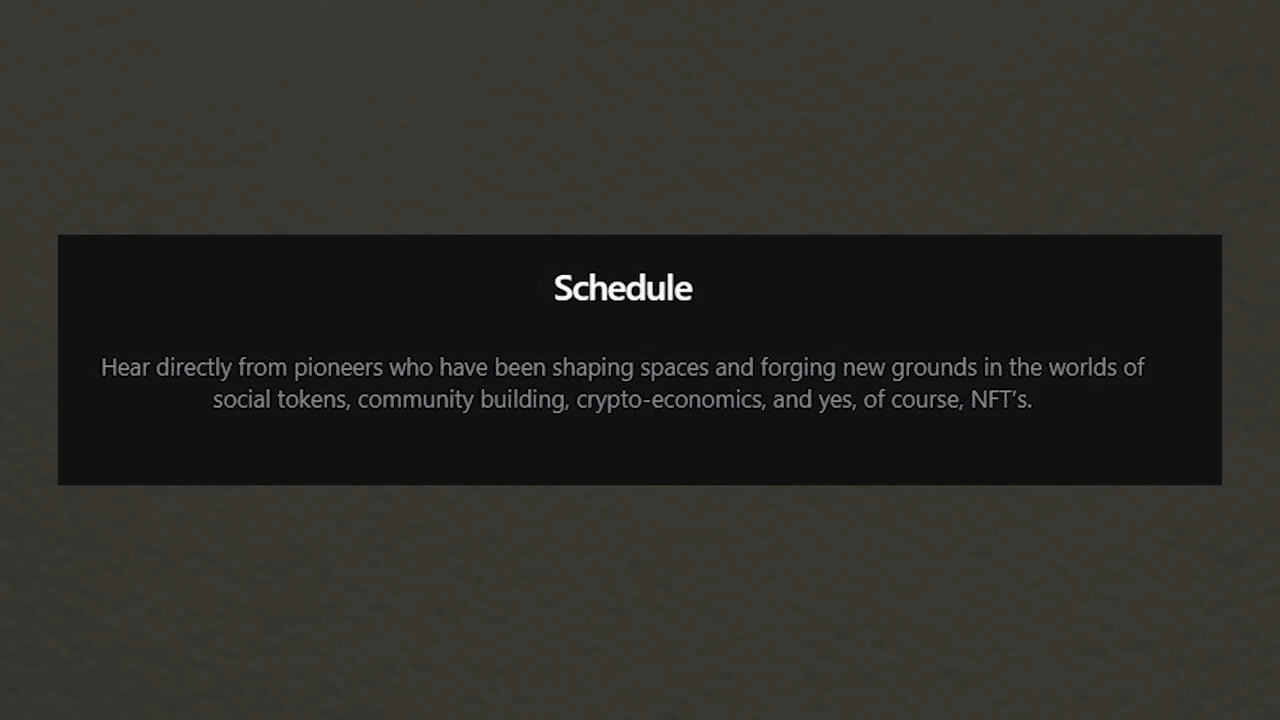 Schedule
Hear directly from pioneers who have been shaping spaces and forging new grounds in the worlds of
social tokens, community building, crypto-economics, and yes, of course, NFT’s.